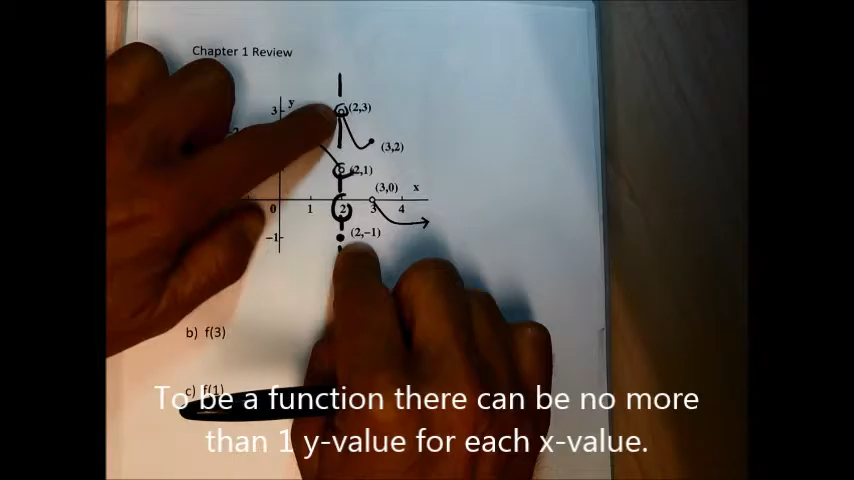 Chapter 1 Review
y
3
(2,3)
(3,2)
(2,1)
(3,0)
x
0
1
2
3
4
−1
(2,−1)
b) f(3)
c) f(1)
To be a function there can be no more
than 1 y-value for each x-value.